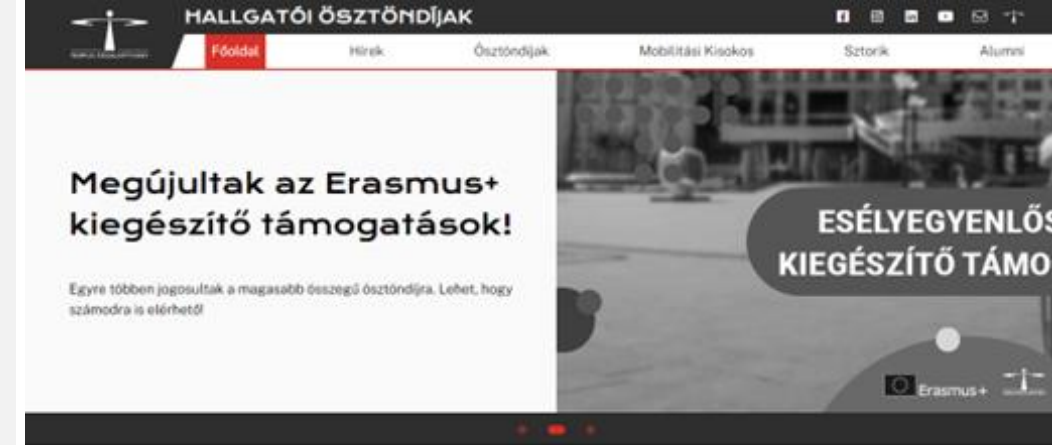 HALLGATÓI ÖSZTÖNDÍJAK
Főoldal Hírek Ösztöndíjak Mobilitási Kisokos Sztorik Alumni
Megújultak az Erasmus+
kiegészítő támogatások!
Egyre többen jogosultak a magasabb összegű ösztöndíjra. Lehet, hogy
számodra is elérhető!
ESÉLYEGYENLŐS
KIEGÉSZÍTŐ TÁMO
Erasmus+